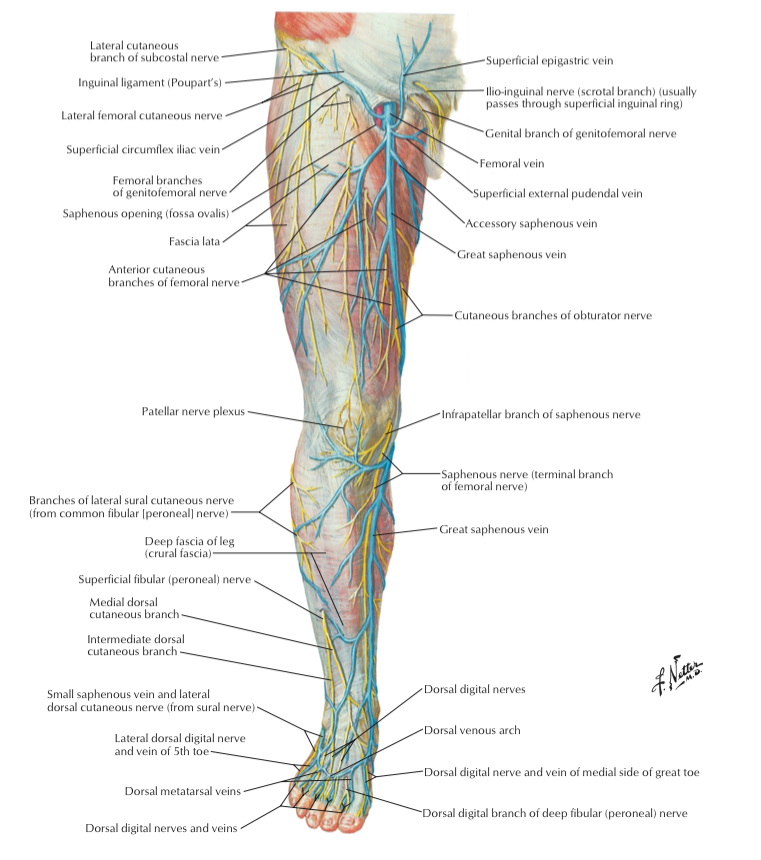 Lateral cutaneous
branch of subcostal nerve
Inguinal ligament (Poupart's)
Lateral femoral cutaneous nerve
Superficial circumflex iliac vein
Femoral branches
of genitofemoral nerve
Saphenous opening (fossa ovalis)
Fascia lata
Anterior cutaneous
branches of femoral nerve
Patellar nerve plexus
Branches of lateral sural cutaneous nerve
(from common fibular [peroneal] nerve)
Deep fascia of leg
(crural fascia)
Superficial fibular (peroneal) nerve
Medial dorsal
cutaneous branch
Intermediate dorsal
cutaneous branch
Small saphenous vein and lateral
dorsal cutaneous nerve (from sural nerve)
Lateral dorsal digital nerve
and vein of 5th toe
Dorsal metatarsal veins
Dorsal digital nerves and veins
Superficial epigastric vein
Ilio-inguinal nerve (scrotal branch) (usually
passes through superficial inguinal ring)
Genital branch of genitofemoral nerve
Femoral vein
Superficial external pudendal vein
Accessory saphenous vein
Great saphenous vein
Cutaneous branches of obturator nerve
Infrapatellar branch of saphenous nerve
Saphenous nerve (terminal branch
of femoral nerve)
Great saphenous vein
F. Netter
M.D.
Dorsal digital nerves
Dorsal venous arch
Dorsal digital nerve and vein of medial side of great toe
Dorsal digital branch of deep fibular (peroneal) nerve